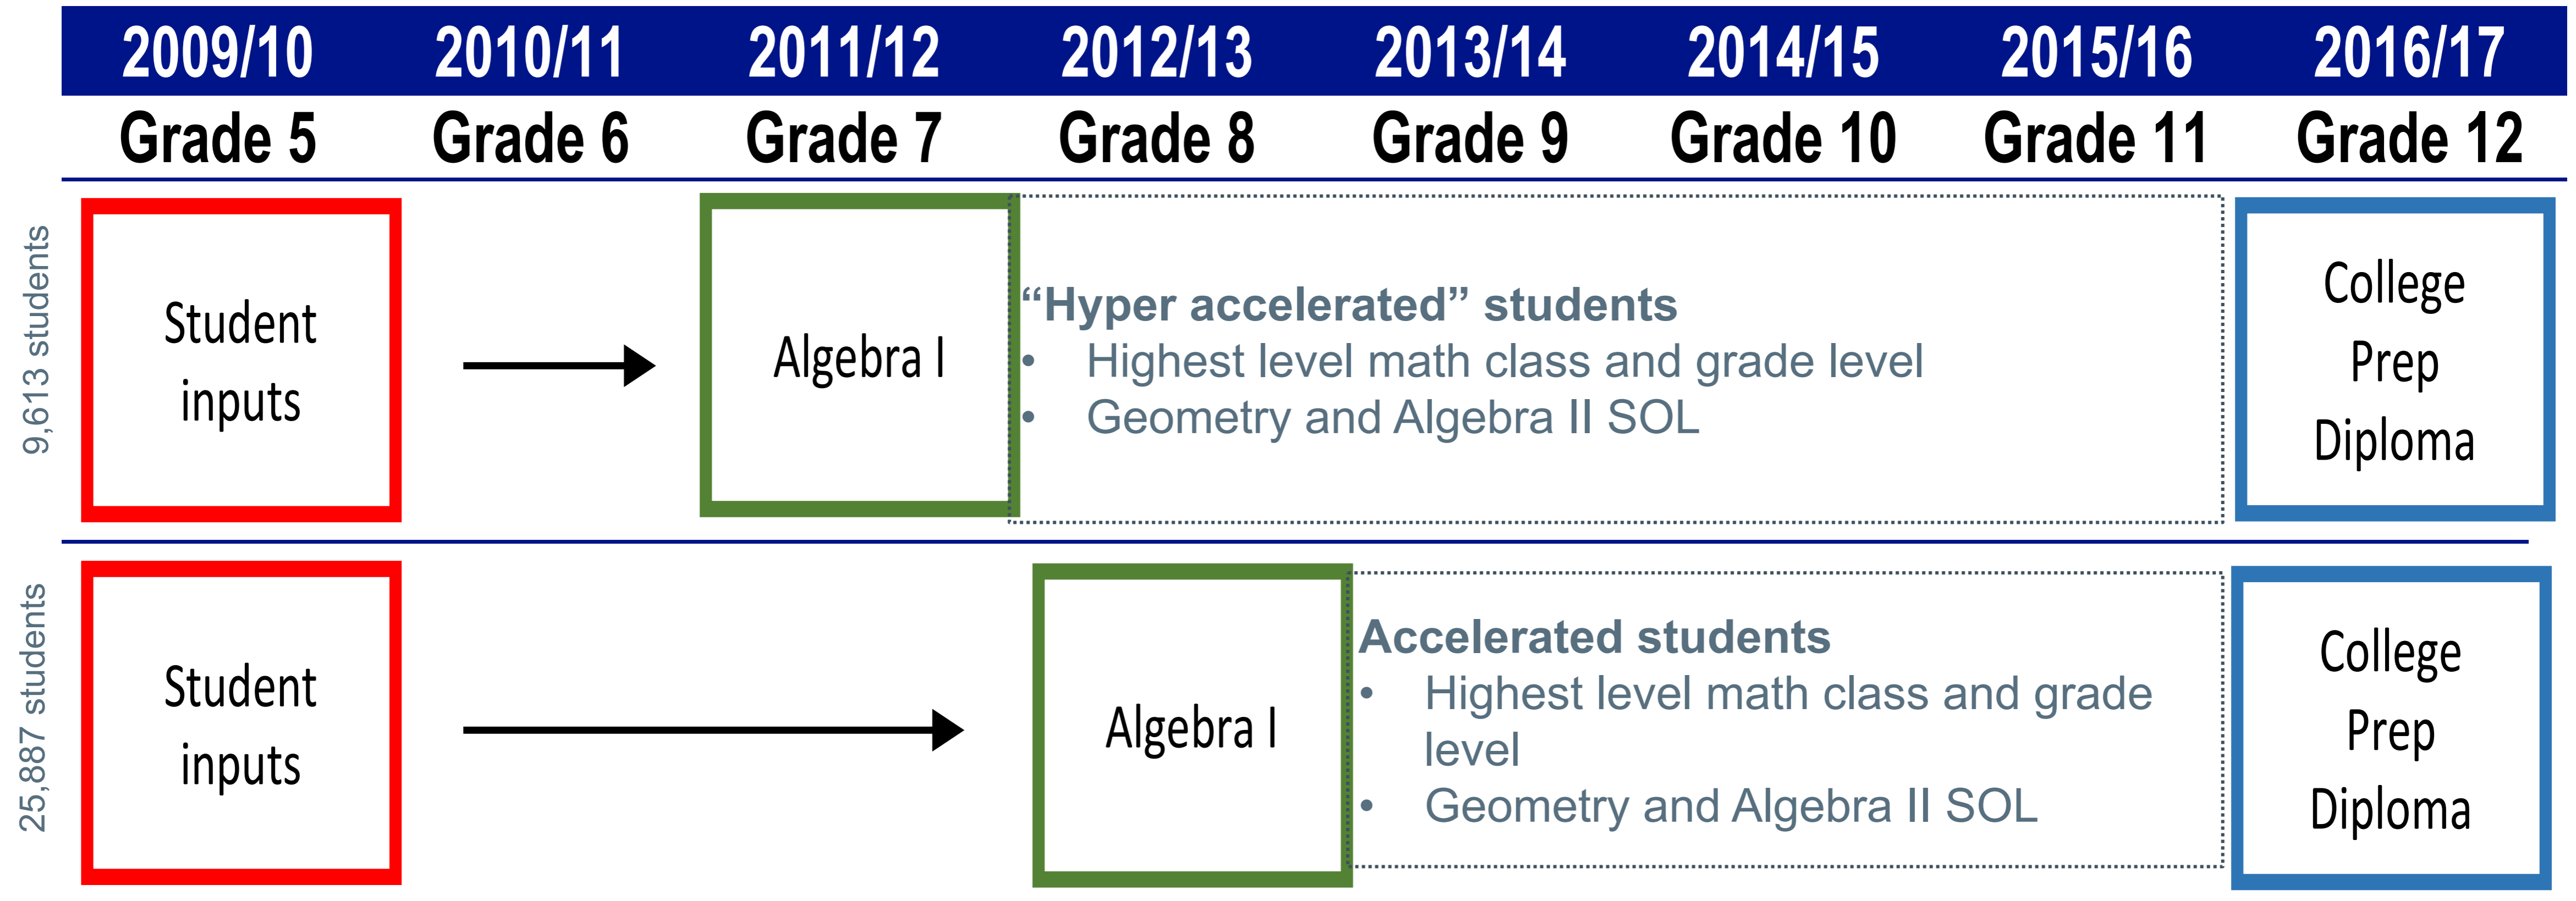 2009/10 2010/11 2011/12 2012/13 2013/14 2014/15 2015/16 2016/17
Grade 5 Grade 6 Grade 7 Grade 8 Grade 9 Grade 10 Grade 11 Grade 12
9,613 students
Student
inputs
Algebra I
“Hyper accelerated” students
• Highest level math class and grade level
• Geometry and Algebra II SOL
College
Prep
Diploma
25,887 students
Student
inputs
Algebra I
Accelerated students
• Highest level math class and grade
level
• Geometry and Algebra II SOL
College
Prep
Diploma